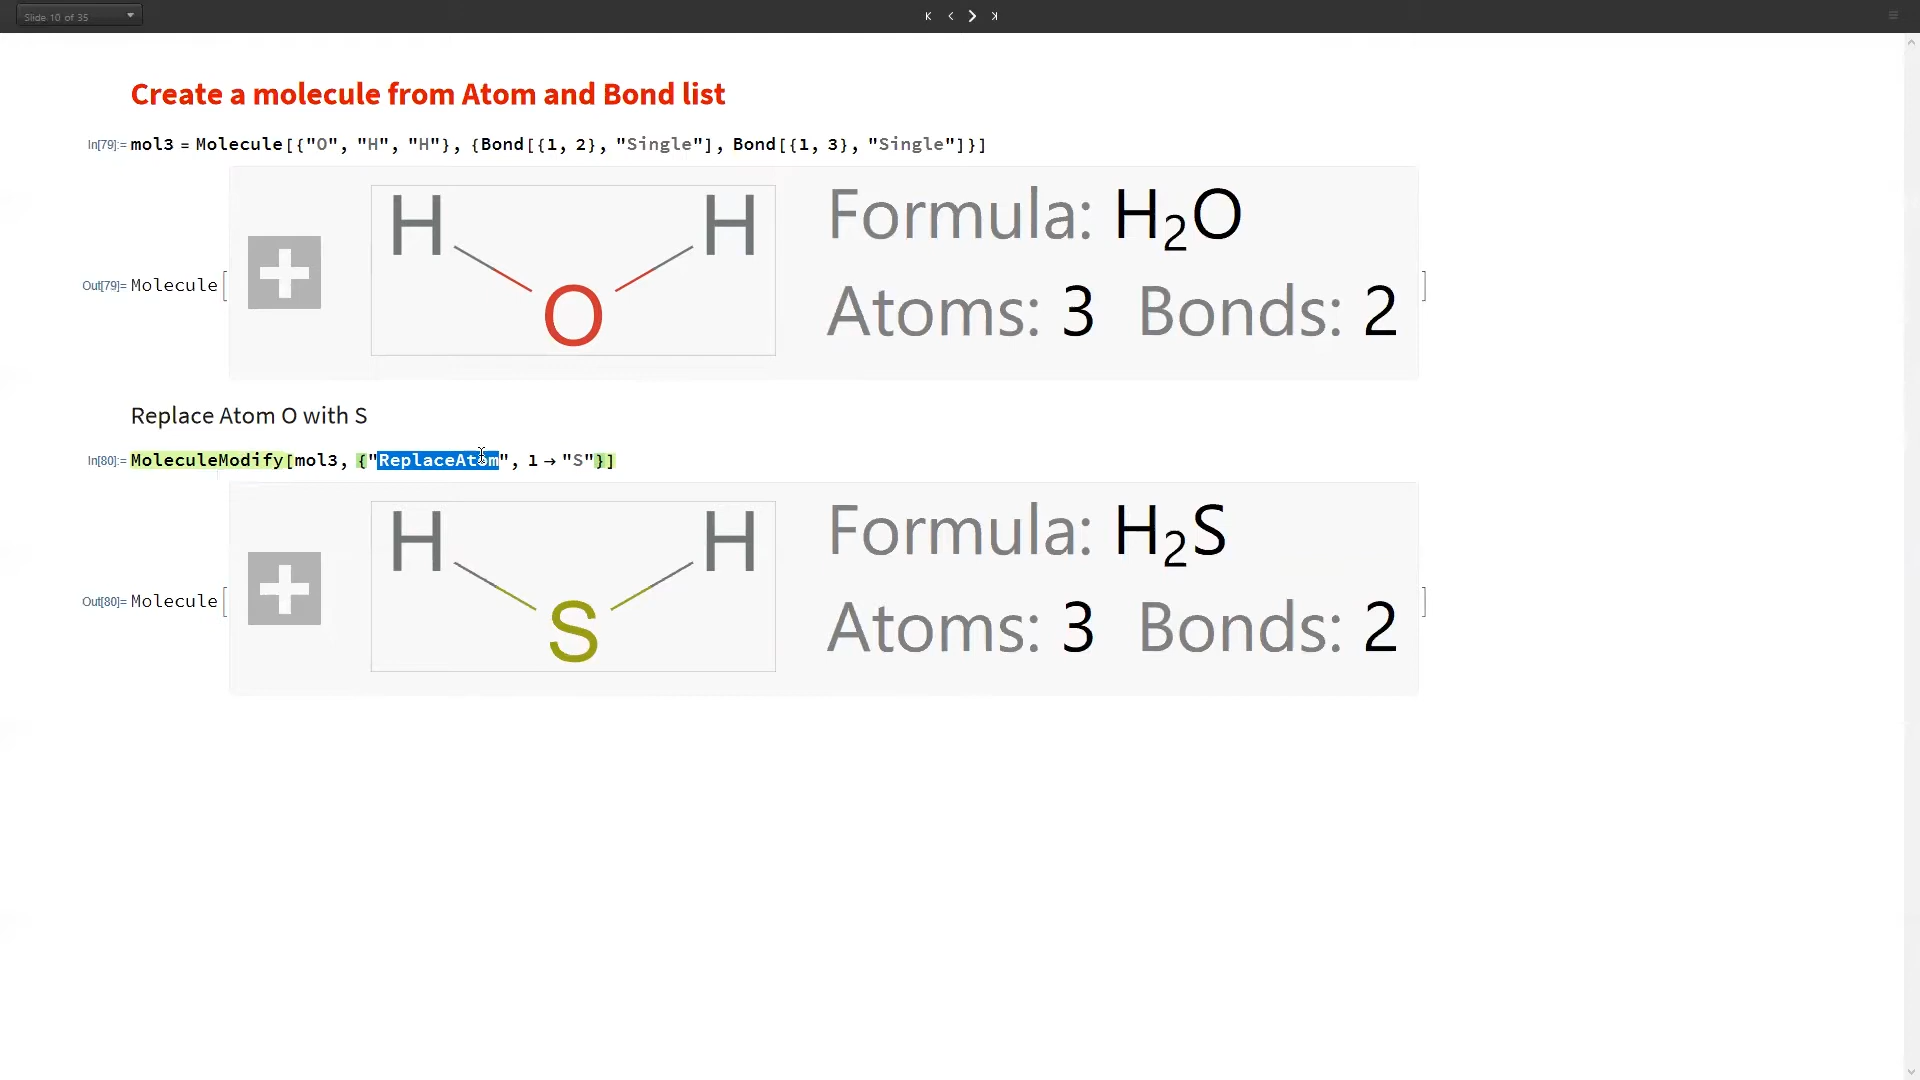 Slide 10 of 35
Create a molecule from Atom and Bond list
In[79]:= mol3 = Molecule[{"O", "H", "H"}, {Bond[{1, 2}, "Single"], Bond[{1, 3}, "Single"]}]
H H
O
Formula: H₂O
Atoms: 3 Bonds: 2
Out[79]= Molecule[ ]
Replace Atom O with S
In[80]:= MoleculeModify[mol3, {"ReplaceAtom", 1 → "S"}]
H H
S
Formula: H₂S
Atoms: 3 Bonds: 2
Out[80]= Molecule[ ]